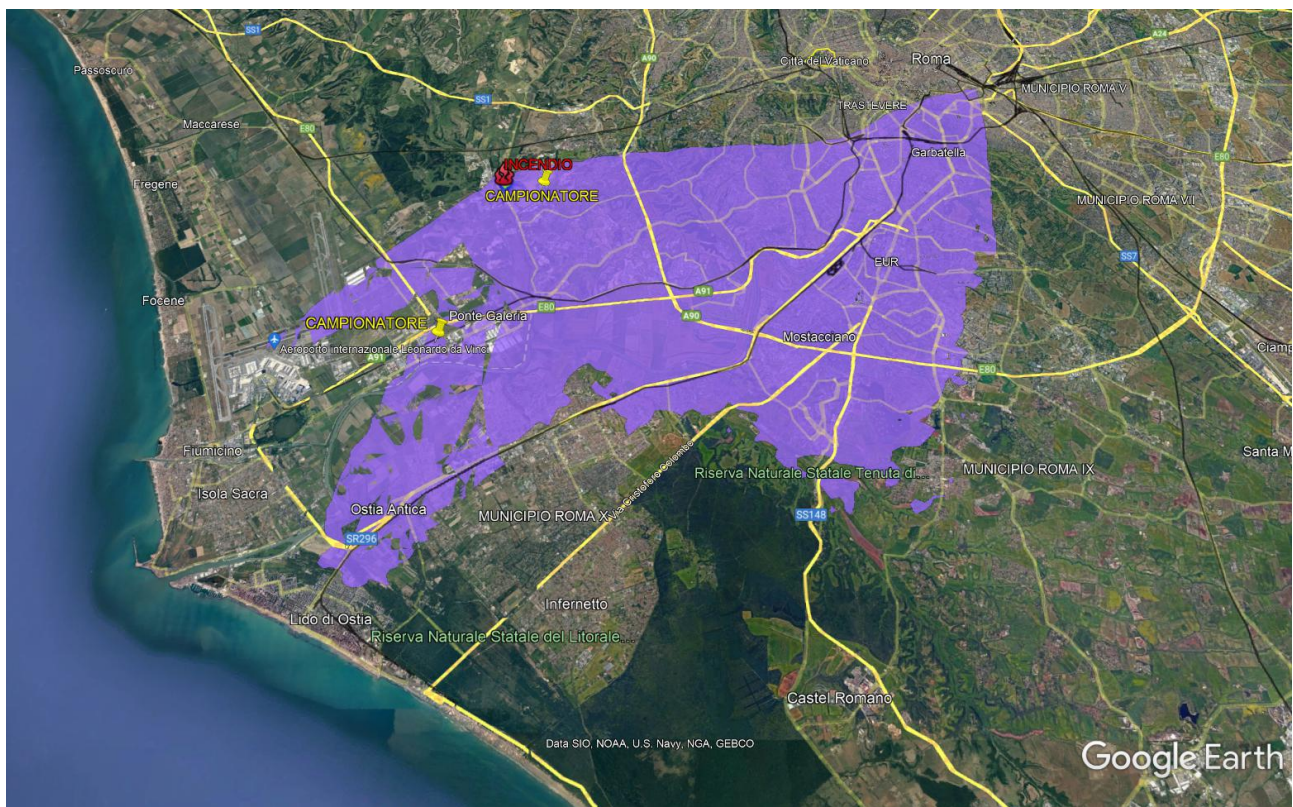 SS1
A90
A24
Città del Vaticano
Roma
Passoscuro
MUNICIPIO ROMA V
SS1
TRASTEVERE
Maccarese
E80
Garbatella
E80
INCENDIO
Fregene
CAMPIONATORE
MUNICIPIO ROMA VII
SS7
EUR
Focene
A91
E80
Ponte Galeria
A90
CAMPIONATORE
Mostacciano
Aeroporto internazionale Leonardo da Vinci
A91
Ciamp
E80
Fiumicino
Santa M
Via Cristoforo Colombo
Riserva Naturale Statale Tenuta di...
MUNICIPIO ROMA IX
Isola Sacra
Ostia Antica
MUNICIPIO ROMA X
SS148
SR296
Infernetto
Lido di Ostia
Riserva Naturale Statale del Litorale...
Castel Romano
Data SIO, NOAA, U.S. Navy, NGA, GEBCO
Google Earth